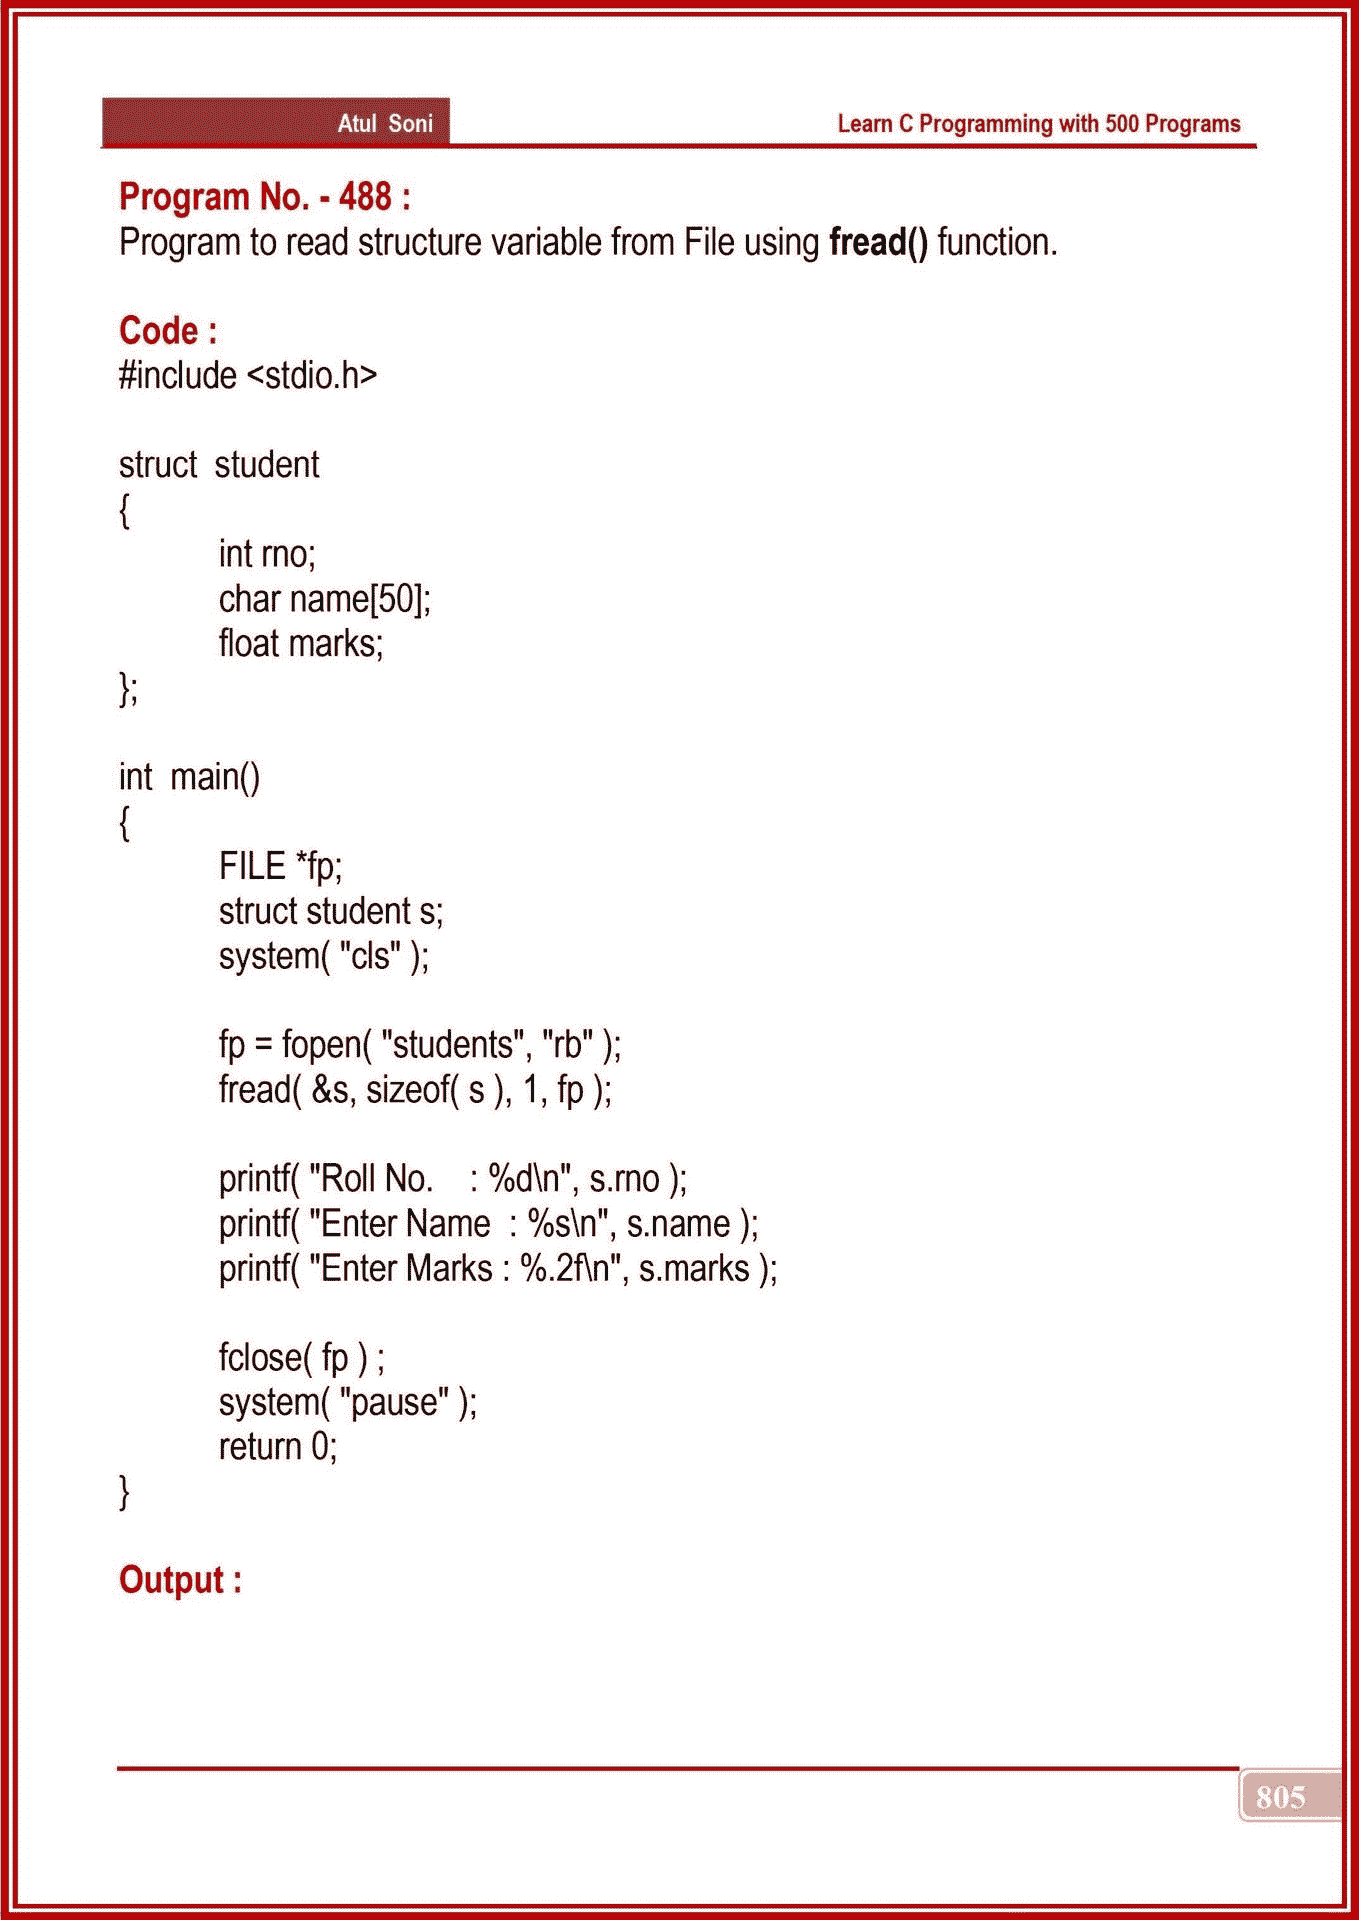 Atul  Soni
Learn C Programming with 500 Programs
Program No. - 488 :
Program to read structure variable from File using fread() function.
Code :
#include <stdio.h>
struct  student
{
int rno;
char name[50];
float marks;
};
int  main()
{
FILE *fp;
struct student s;
system( "cls" );
fp = fopen( "students", "rb" );
fread( &s, sizeof( s ), 1, fp );
printf( "Roll No.    : %d\n", s.rno );
printf( "Enter Name  : %s\n", s.name );
printf( "Enter Marks : %.2f\n", s.marks );
fclose( fp ) ;
system( "pause" );
return 0;
}
Output :
805